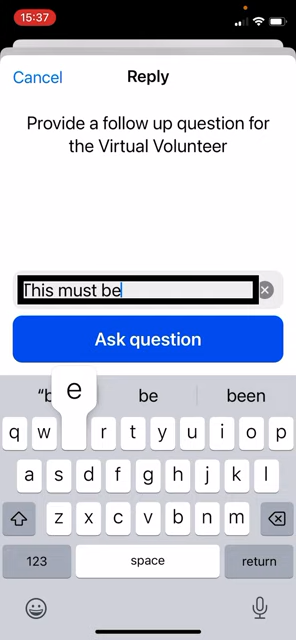 15:37
Cancel
Reply
Provide a follow up question for
the Virtual Volunteer
This must be
Ask question
"b
be
been
e
q w r t y u i o p
a s d f g h j k l
z x c v b n m
123
space
return